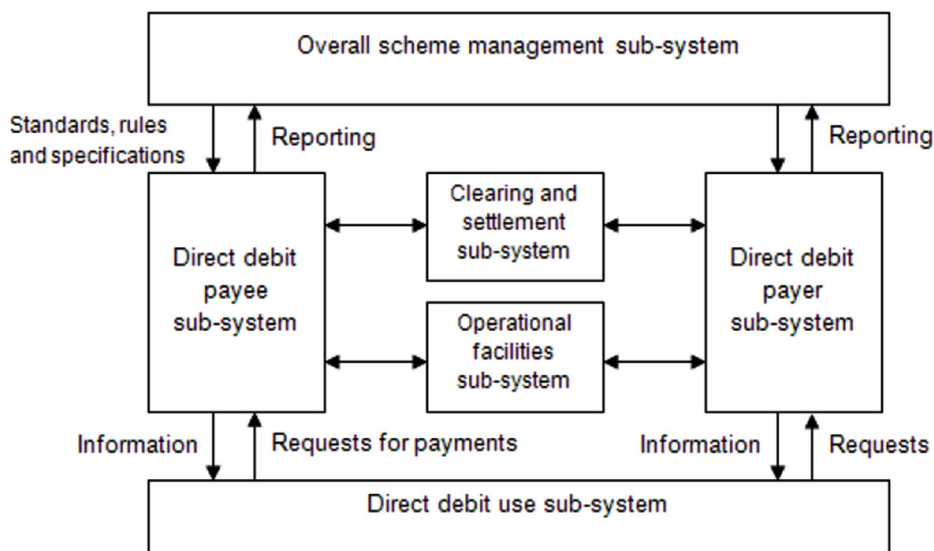 Overall scheme management sub-system
Standards, rules
and specifications
Reporting
Reporting
Direct debit
payee
sub-system
Clearing and
settlement
sub-system
Direct debit
payer
sub-system
Operational
facilities
sub-system
Information
Requests for payments
Information
Requests
Direct debit use sub-system